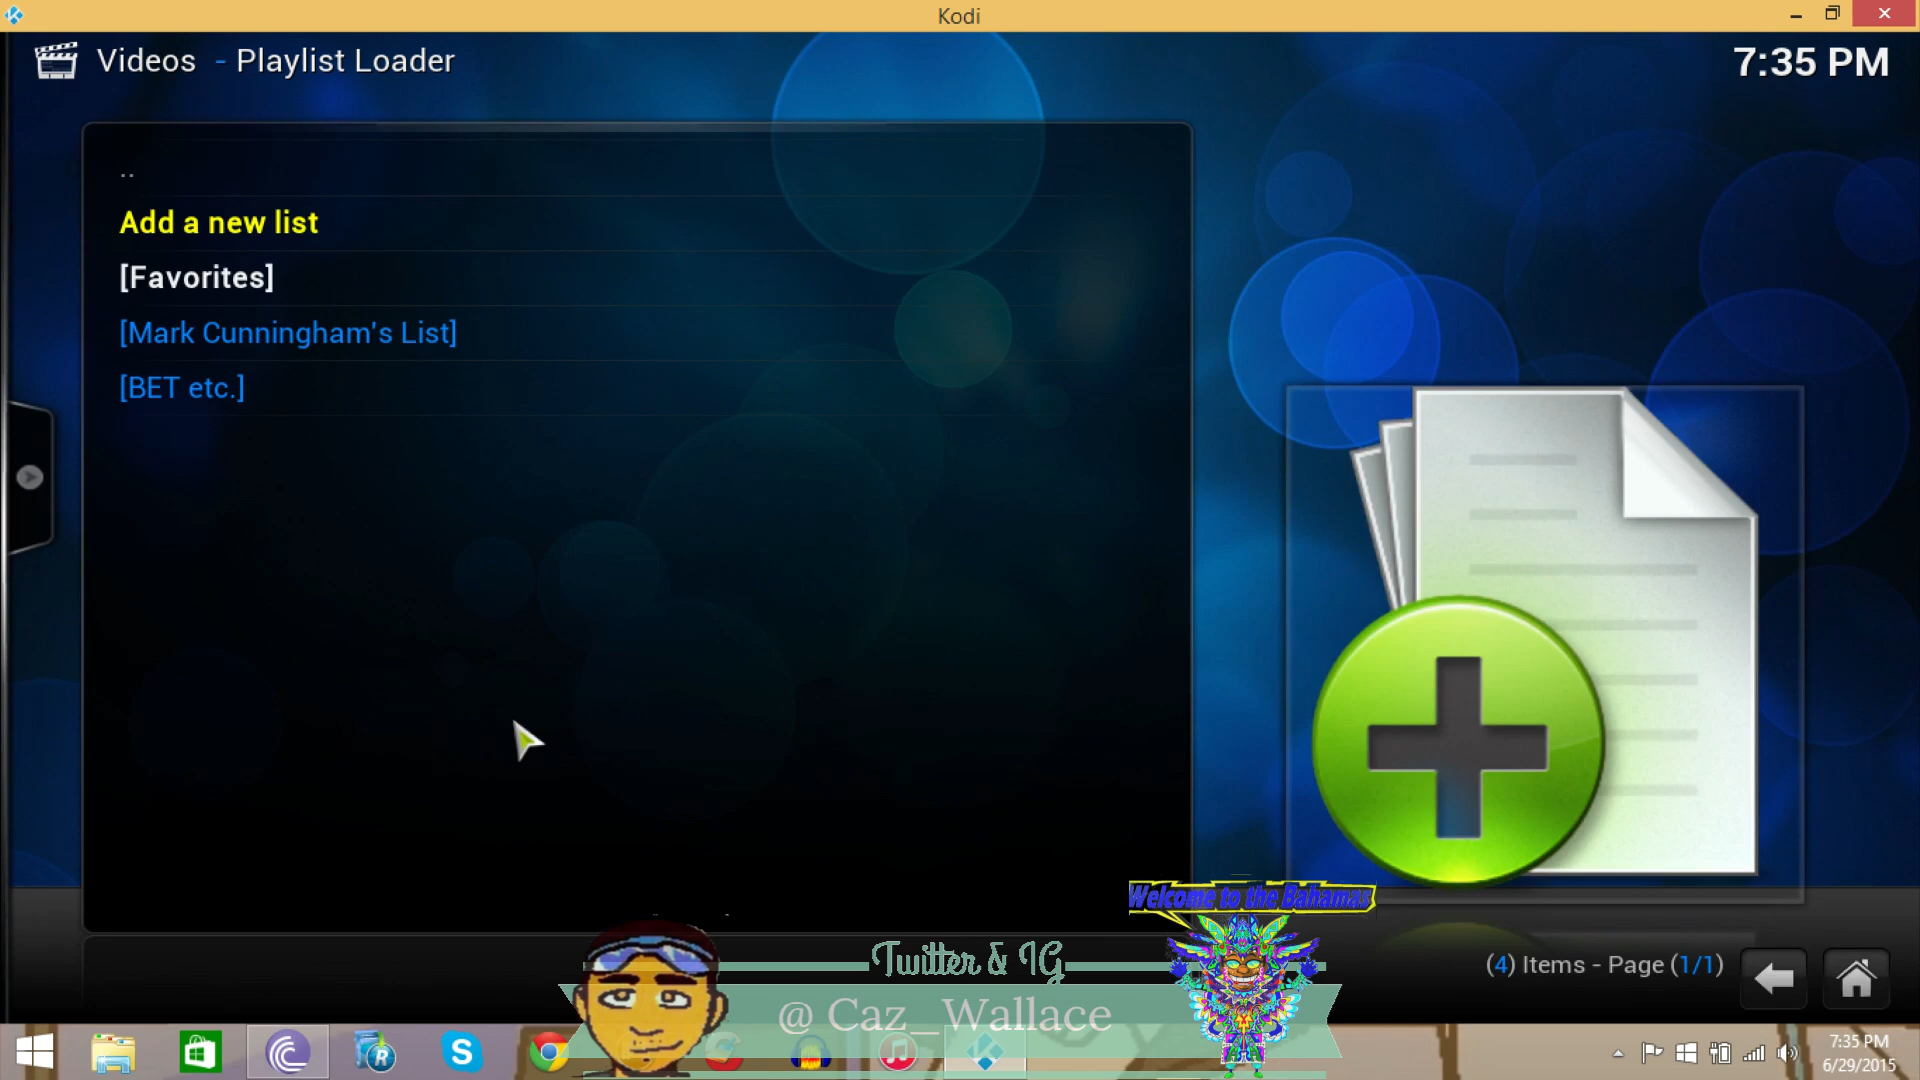 Kodi
Videos - Playlist Loader
7:35 PM
..
Add a new list
[Favorites]
[Mark Cunningham's List]
[BET etc.]
Welcome to the Bahamas
Twitter & IG
@ Caz_Wallace
(4) Items - Page (1/1)
R
S
7:35 PM
6/29/2015